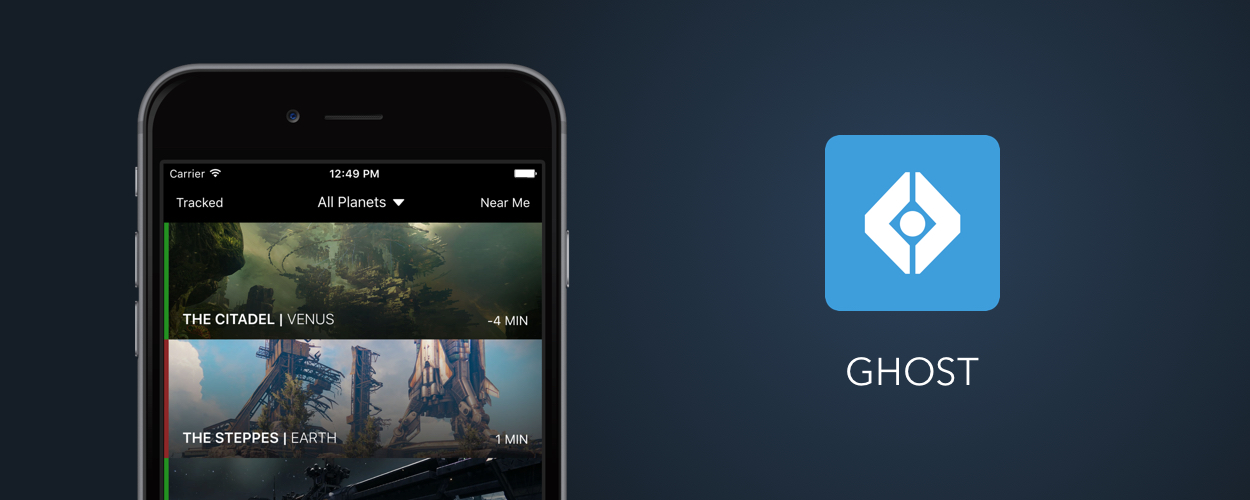 Carrier 12:49 PM
Tracked All Planets Near Me
THE CITADEL | VENUS -4 MIN
THE STEPPES | EARTH 1 MIN
GHOST